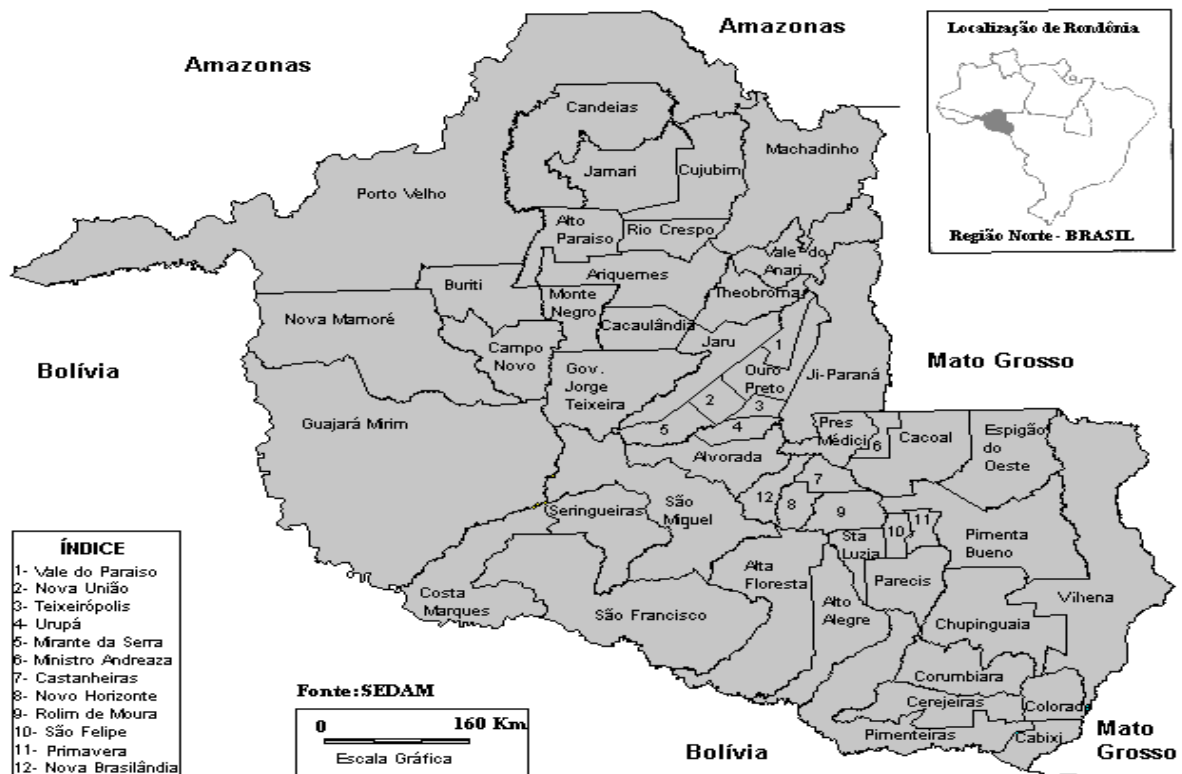 Amazonas
Amazonas
Localização de Rondônia
Região Norte - BRASIL
Candeias
Jamari
Cujubim
Machadinho
Porto Velho
Alto
Paraiso
Rio Crespo
Vale do
Anari
Buriti
Ariquemes
Theobroma
Monte
Negro
Nova Mamoré
Cacaulândia
Jaru
1
Campo
Novo
Bolívia
Mato Grosso
Gov.
Jorge
Teixeira
Ouro
Preto
Ji-Paraná
2
3
Guajará Mirim
5
4
Pres
Médici
6
Cacoal
Espigão
do
Oeste
Alvorada
7
12
8
9
Seringueiras
São
Miquel
10
11
Sta
Luzia
Pimenta
Bueno
Alta
Floresta
Parecis
Costa
Marques
São Francisco
Alto
Alegre
Vihena
Chupinguaia
Corumbiara
Cerejeiras
Colorado
Pimenteiras
Cabixi
Mato
Grosso
Bolívia
ÍNDICE
1- Vale do Paraiso
2- Nova União
3- Teixeirópolis
4- Urupá
5- Mirante da Serra
6- Ministro Andreaza
7- Castanheiras
8- Novo Horizonte
9- Rolim de Moura
10- São Felipe
11- Primavera
12- Nova Brasilândia
Fonte:SEDAM
0 160 Km
Escala Gráfica